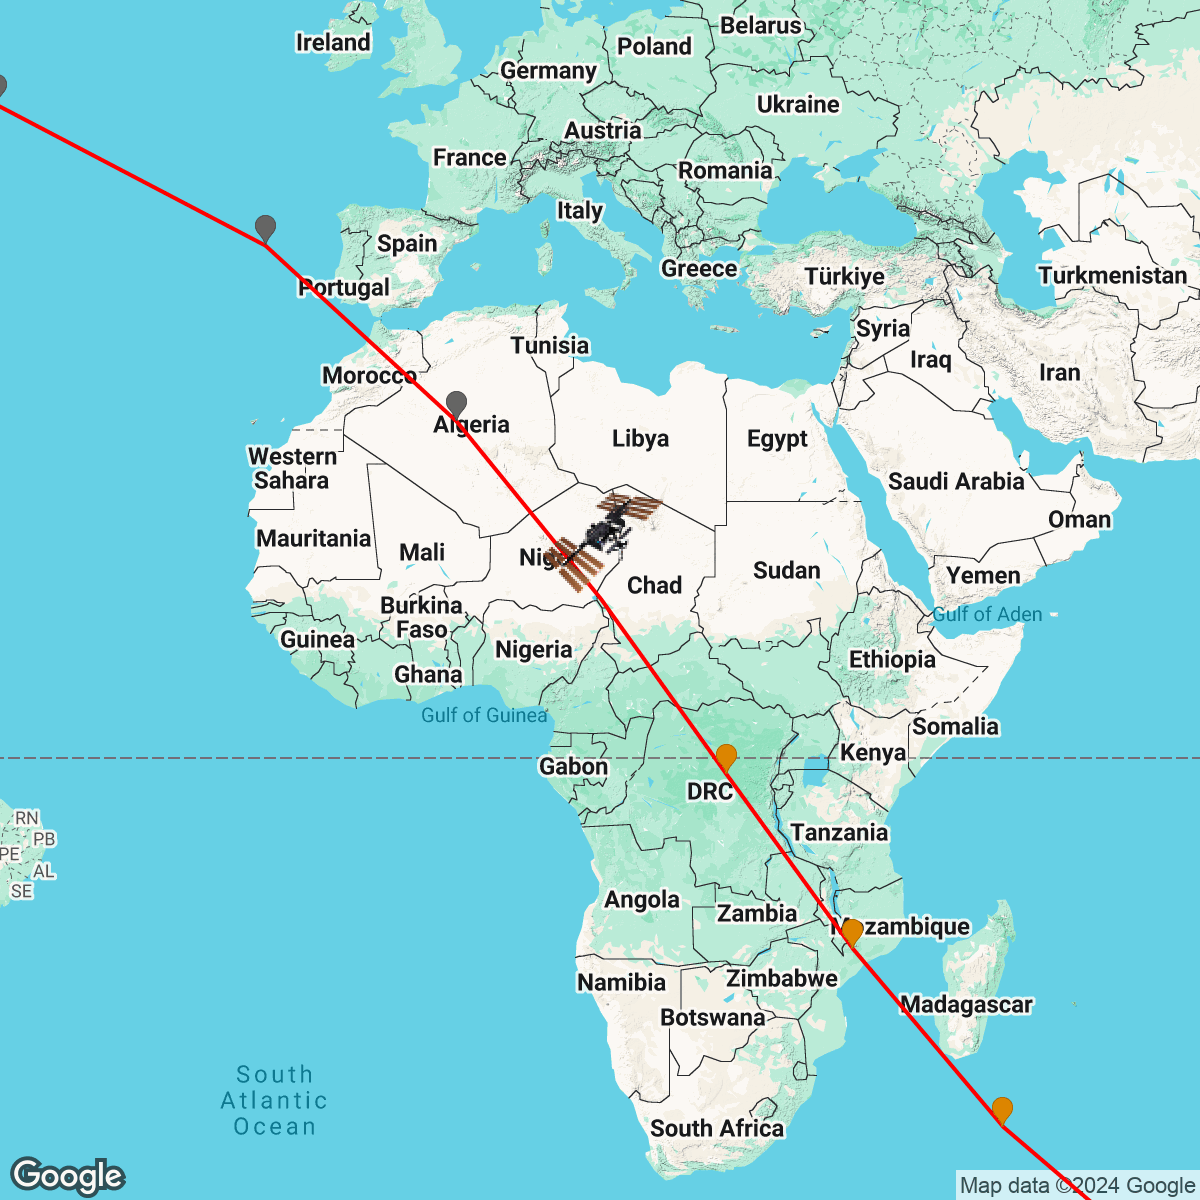 Ireland
Belarus
Poland
Germany
Ukraine
Austria
France
Romania
Italy
Spain
Greece
Türkiye
Turkmenistan
Portugal
Syria
Tunisia
Iraq
Iran
Morocco
Algeria
Libya
Egypt
Western
Sahara
Saudi Arabia
Oman
Mauritania
Mali
Chad
Sudan
Yemen
Burkina
Faso
Gulf of Aden
Guinea
Nigeria
Ethiopia
Ghana
Gulf of Guinea
Somalia
Kenya
Gabon
DRC
RN
PB
PE
AL
SE
Tanzania
Angola
Zambia
Mozambique
Namibia
Zimbabwe
Madagascar
Botswana
South
Atlantic
Ocean
South Africa
Google
Map data ©2024 Google